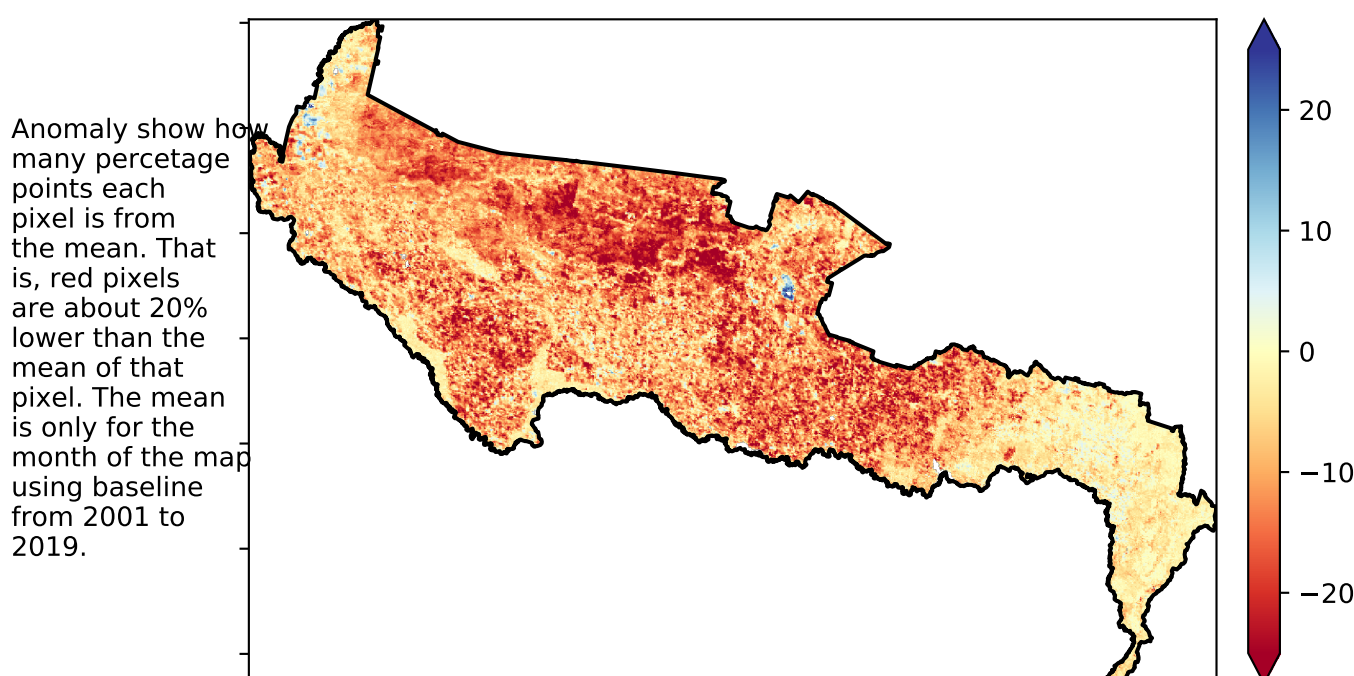 Anomaly show how
many percetage
points each
pixel is from
the mean. That
is, red pixels
are about 20%
lower than the
mean of that
pixel. The mean
is only for the
month of the map
using baseline
from 2001 to
2019.
20
10
0
−10
−20